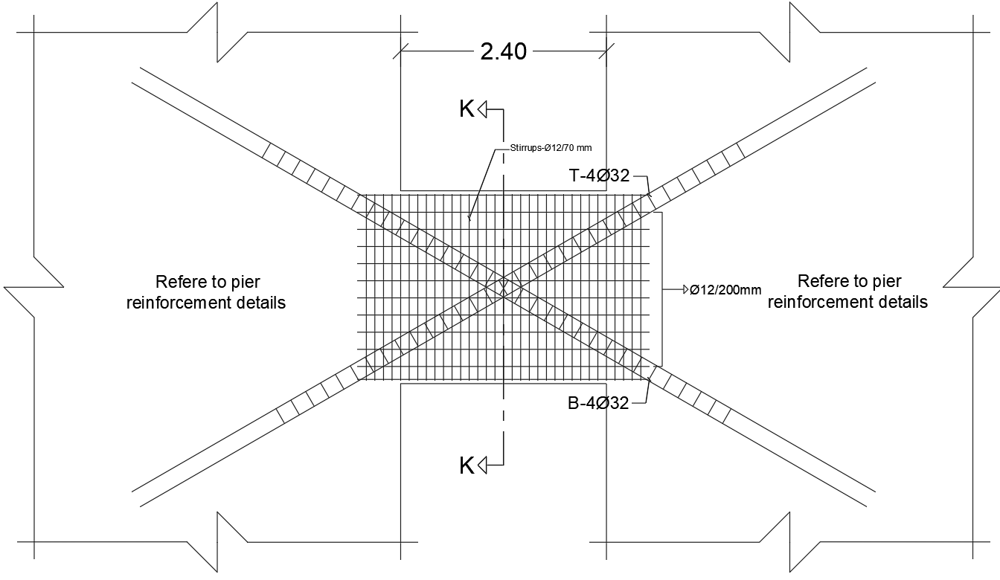 2.40
K
Stirrups-Ø12/70 mm
T-4Ø32
Refere to pier
reinforcement details
Ø12/200mm
Refere to pier
reinforcement details
B-4Ø32
K